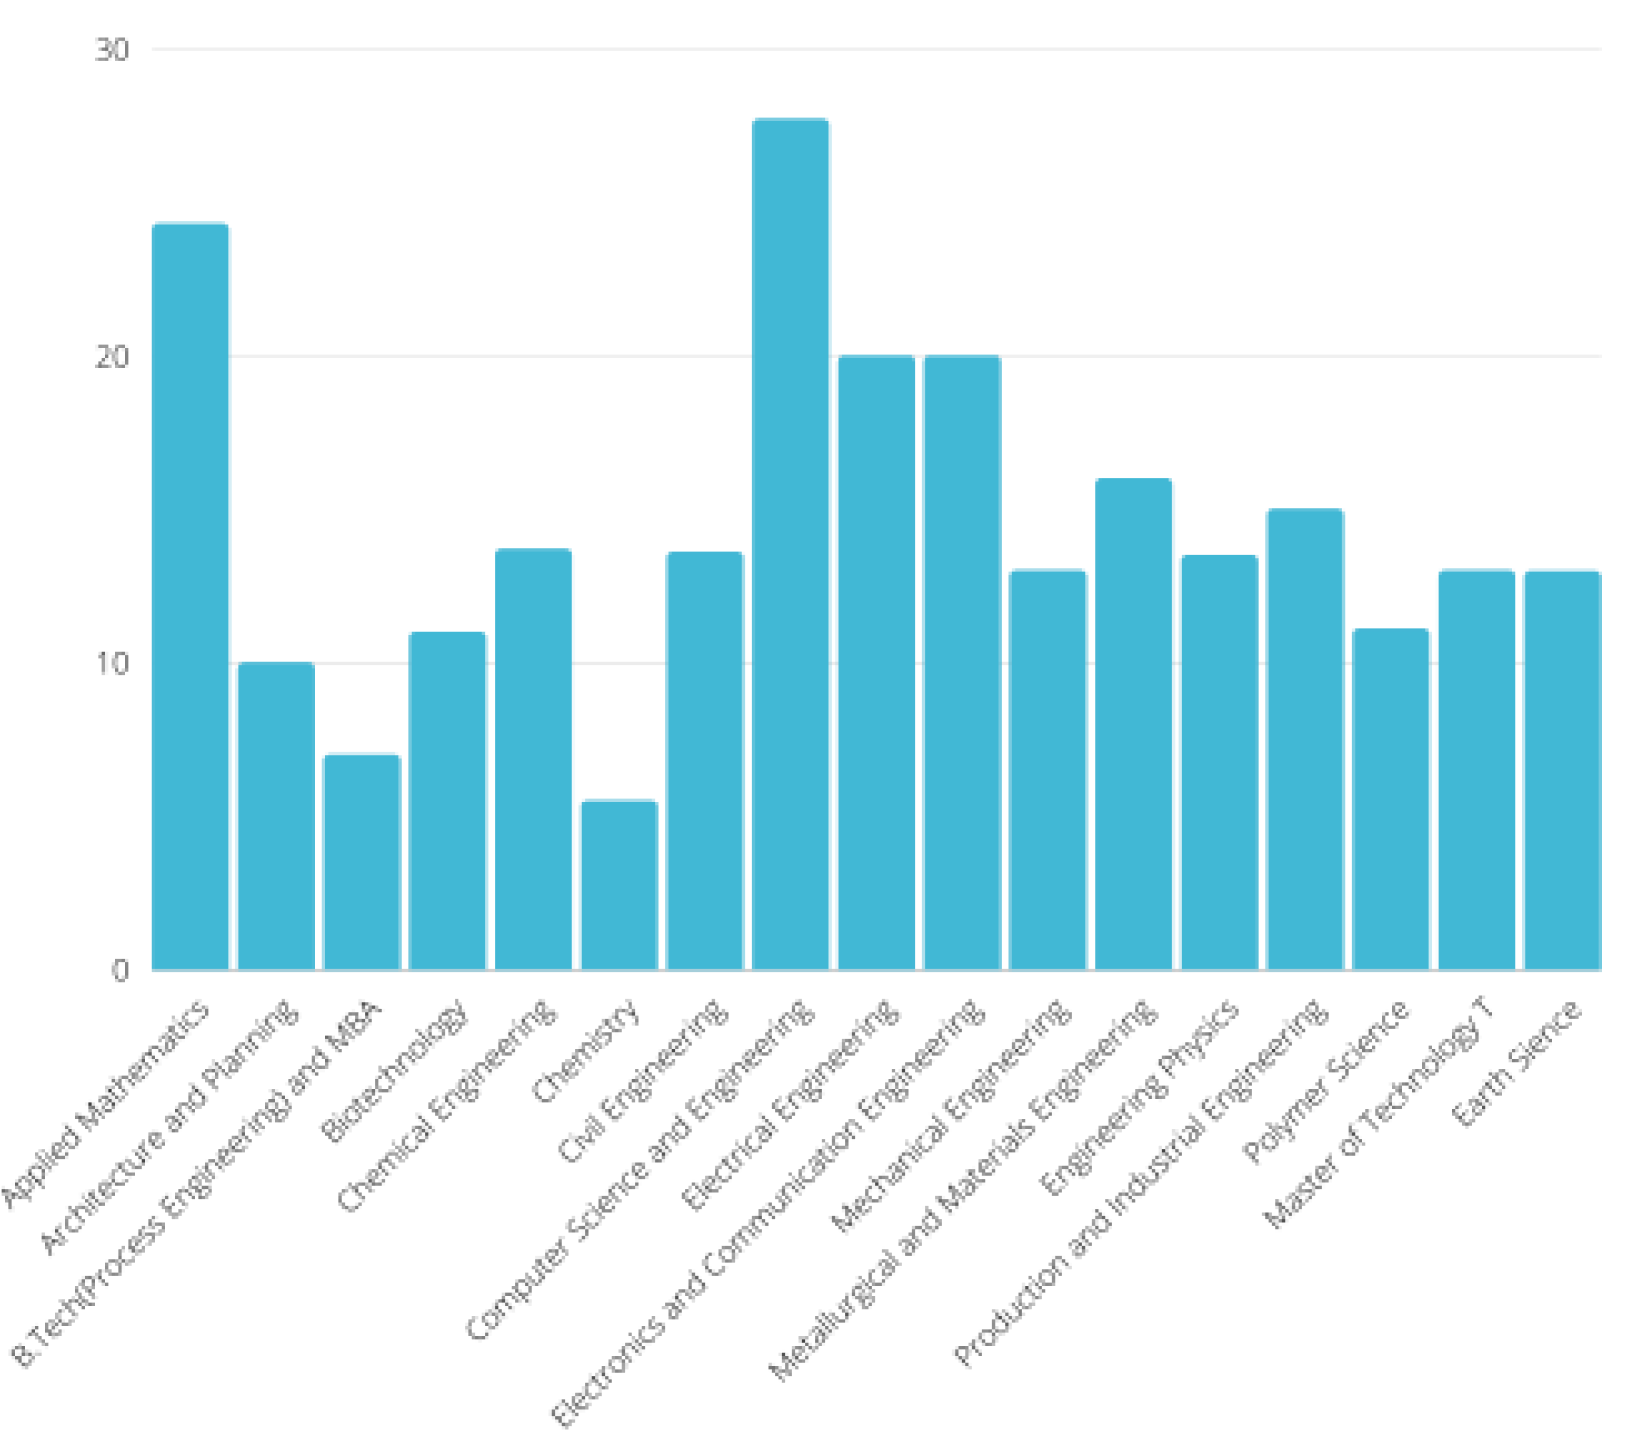 30
20
10
0
Applied Mathematics
Architecture and Planning
B.Tech(Process Engineering) and MBA
Biotechnology
Chemical Engineering
Chemistry
Civil Engineering
Computer Science and Engineering
Electrical Engineering
Electronics and Communication Engineering
Mechanical Engineering
Metallurgical and Materials Engineering
Engineering Physics
Production and Industrial Engineering
Polymer Science
Master of Technology T
Earth Sience